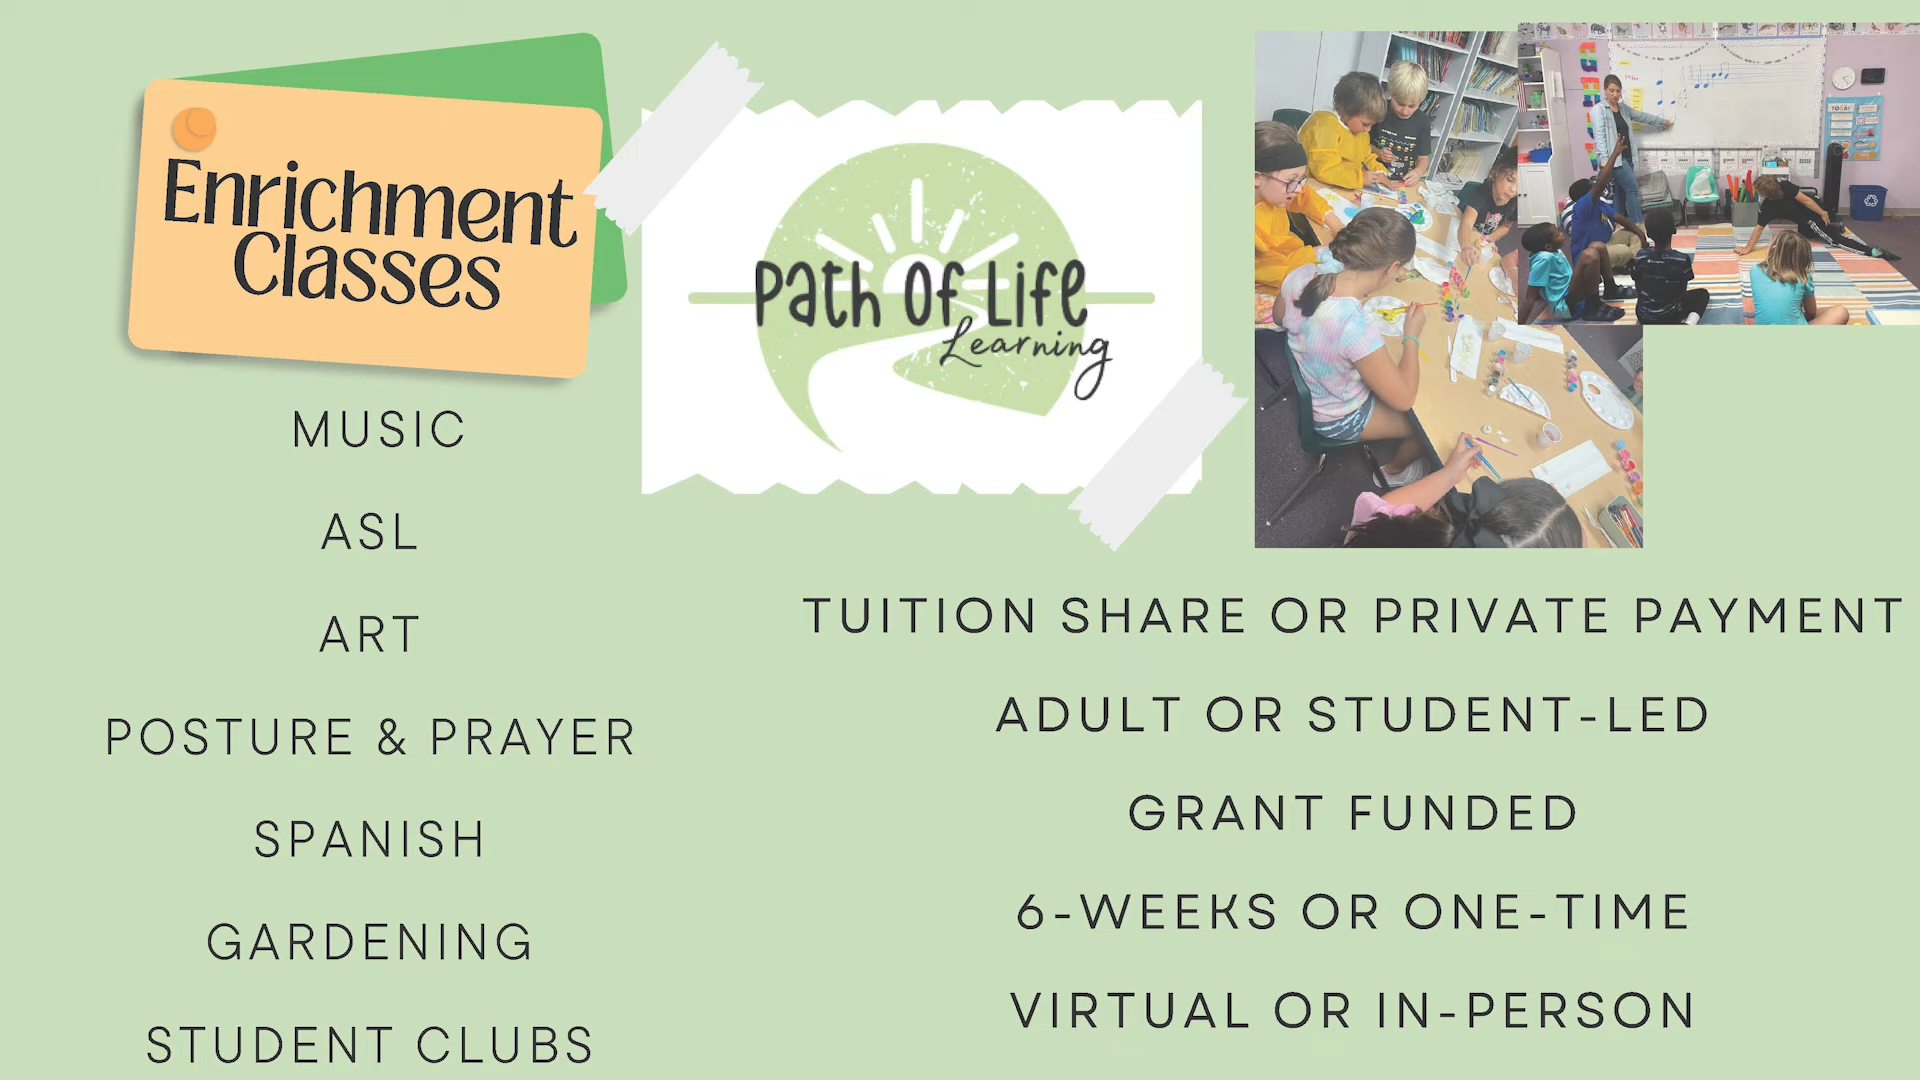 Enrichment
Classes
Path Of Life
Learning
MUSIC
ASL
ART
POSTURE & PRAYER
SPANISH
GARDENING
STUDENT CLUBS
TUITION SHARE OR PRIVATE PAYMENT
ADULT OR STUDENT-LED
GRANT FUNDED
6-WEEKS OR ONE-TIME
VIRTUAL OR IN-PERSON